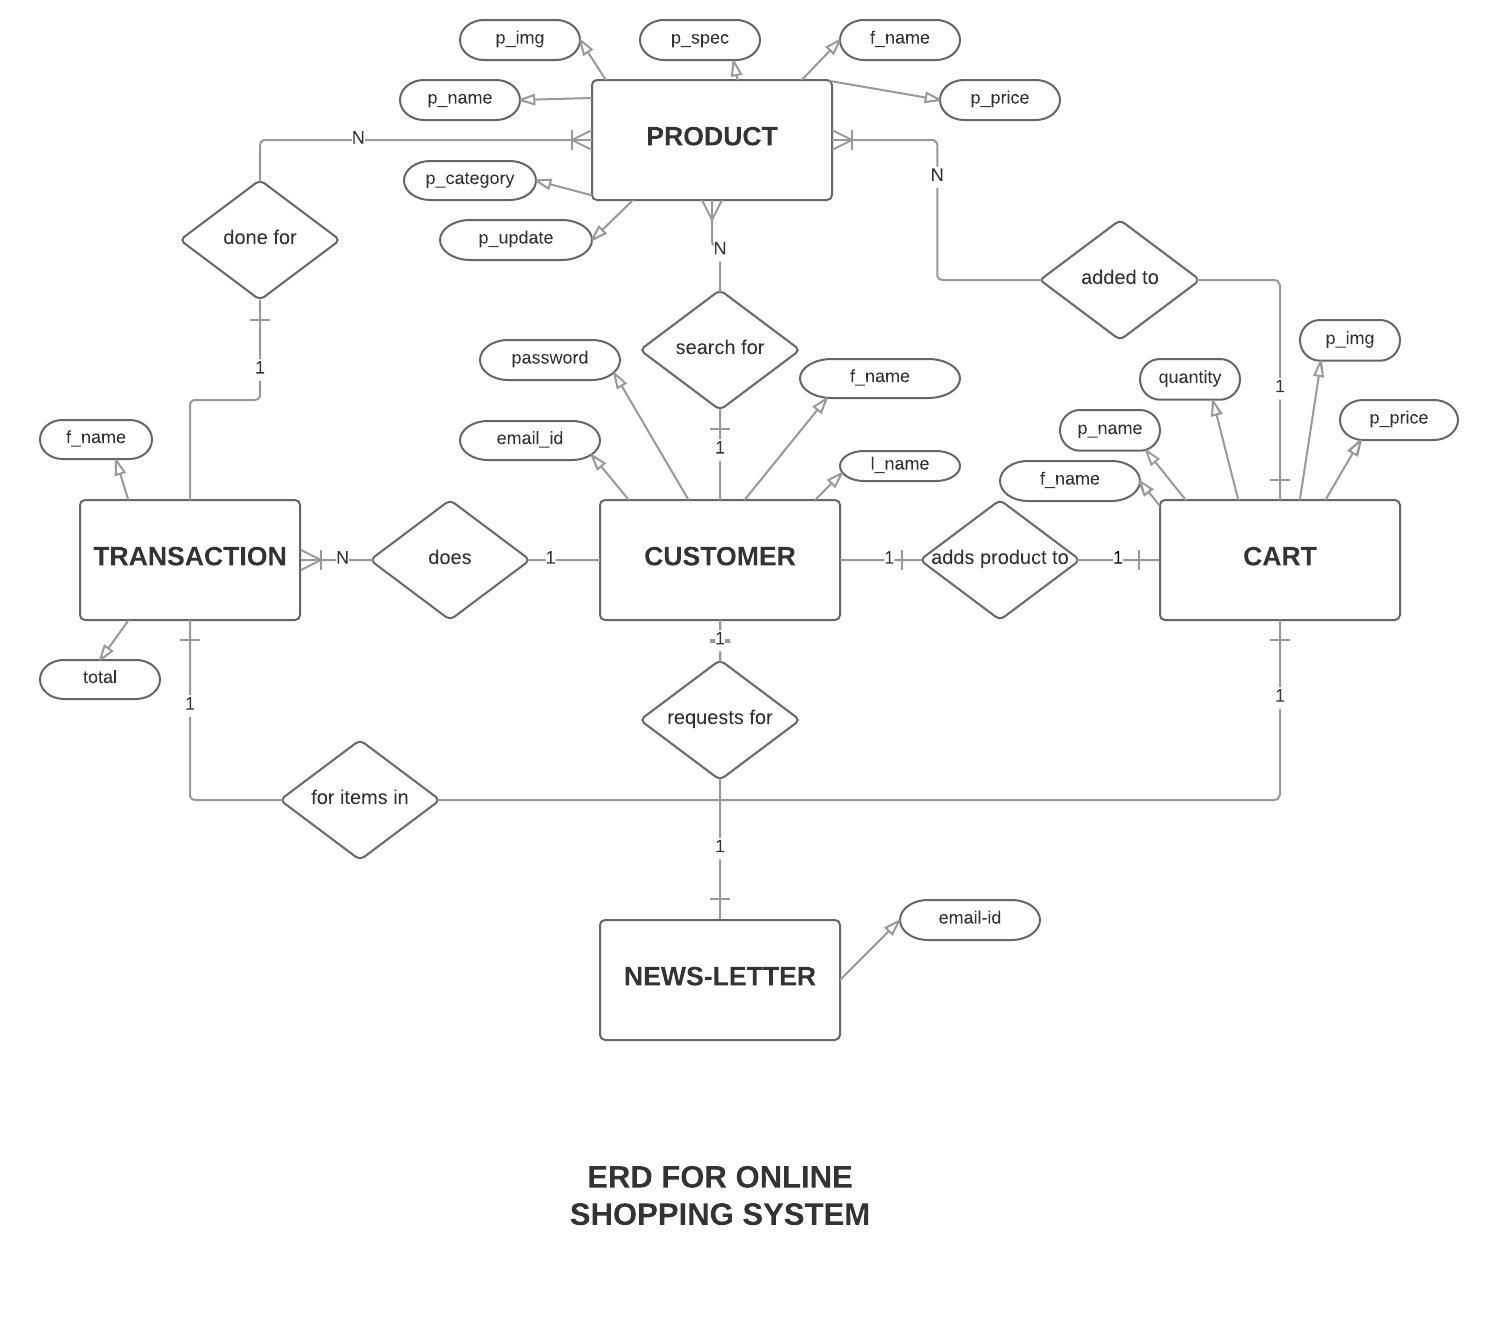 p_img
p_spec
f_name
p_name
p_price
PRODUCT
N
p_category
N
done for
p_update
N
added to
search for
p_img
password
f_name
quantity
1
1
p_price
f_name
email_id
1
l_name
p_name
f_name
TRANSACTION
N
does
1
CUSTOMER
1
adds product to
1
CART
1
total
1
1
requests for
for items in
1
email-id
NEWS-LETTER
ERD FOR ONLINE
SHOPPING SYSTEM